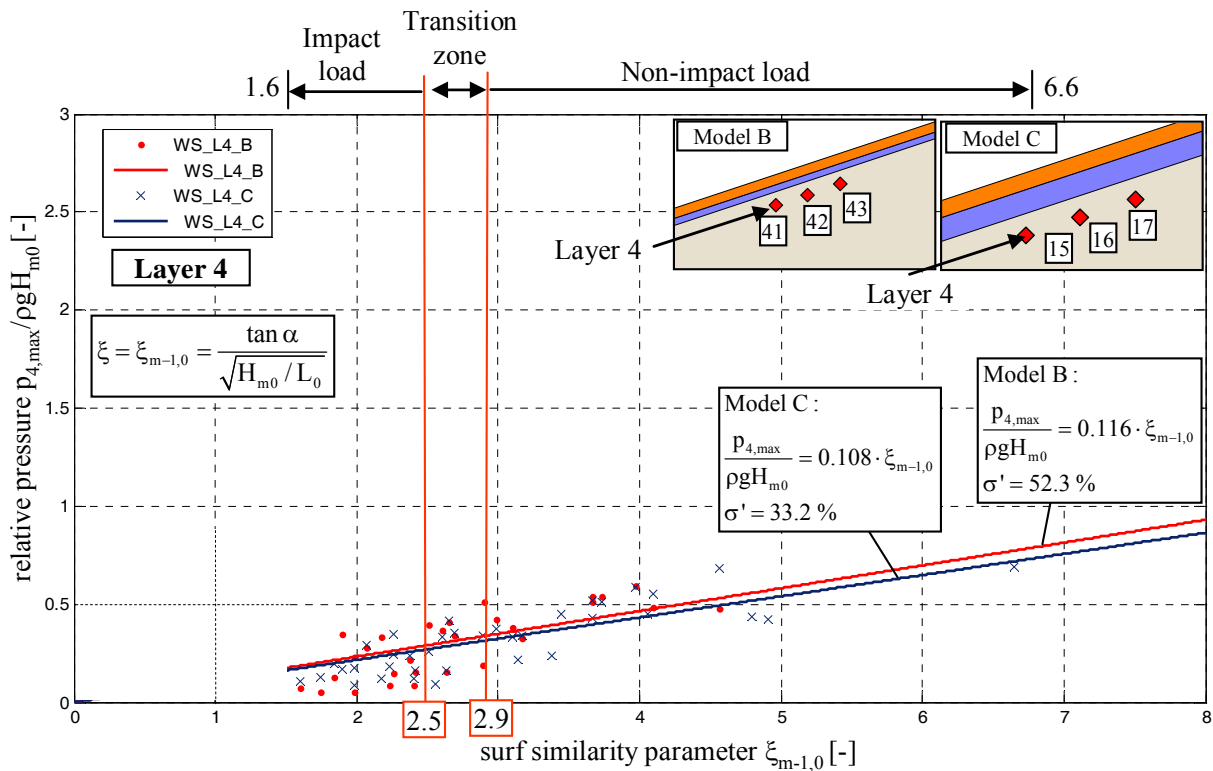 Impact
load
Transition
zone
Non-impact load
1.6
6.6
3
2.5
2
1.5
1
0.5
0
relative pressure p4,max/ρgHm0 [-]
WS_L4_B
WS_L4_B
WS_L4_C
WS_L4_C
Layer 4
ξ = ξm−1,0 = tan α / √(Hm0 / L0)
Model B
41
42
43
Layer 4
Model C
15
16
17
Layer 4
Model C :
p4,max / ρgHm0 = 0.108 · ξm−1,0
σ' = 33.2 %
Model B :
p4,max / ρgHm0 = 0.116 · ξm−1,0
σ' = 52.3 %
2.5
2.9
0 1 2 3 4 5 6 7 8
surf similarity parameter ξm-1,0 [-]